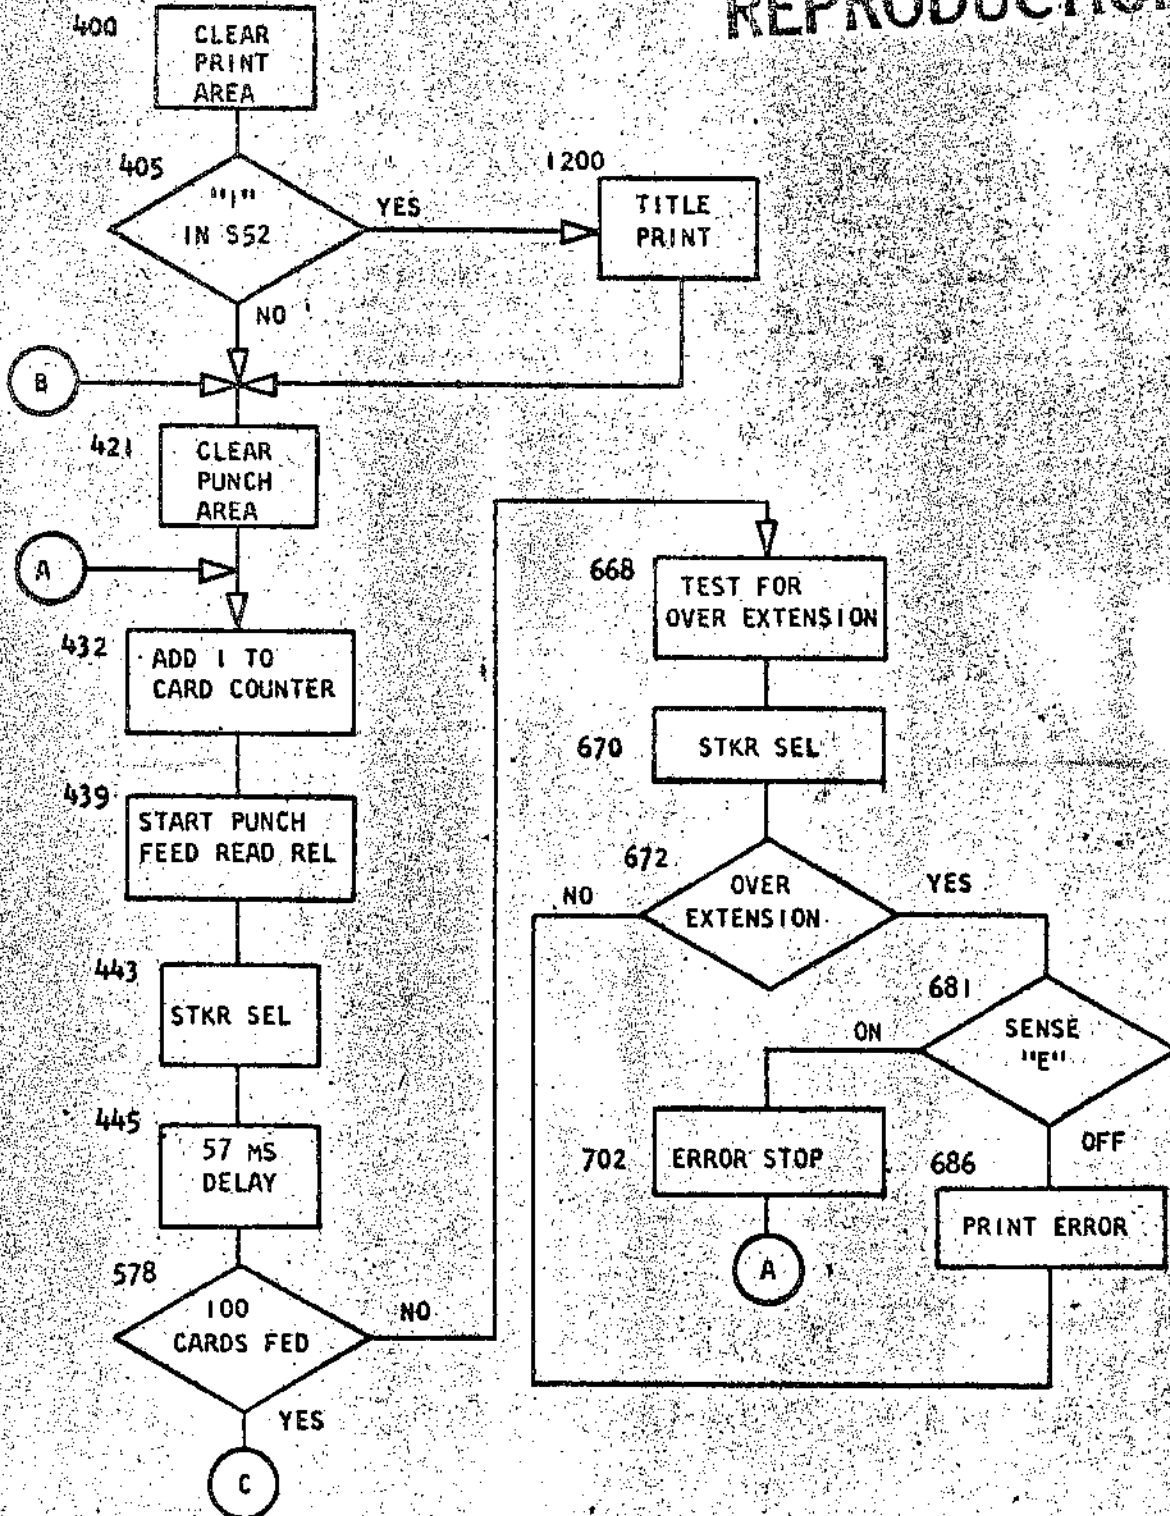 REPRODUCTION
400
CLEAR
PRINT
AREA
405
"1"
IN S52
YES
NO
1200
TITLE
PRINT
B
421
CLEAR
PUNCH
AREA
A
432
ADD 1 TO
CARD COUNTER
439
START PUNCH
FEED READ REL
443
STKR SEL
445
57 MS
DELAY
578
100
CARDS FED
NO
YES
C
668
TEST FOR
OVER EXTENSION
670
STKR SEL
672
OVER
EXTENSION
NO
YES
681
SENSE
"E"
ON
OFF
702
ERROR STOP
A
686
PRINT ERROR